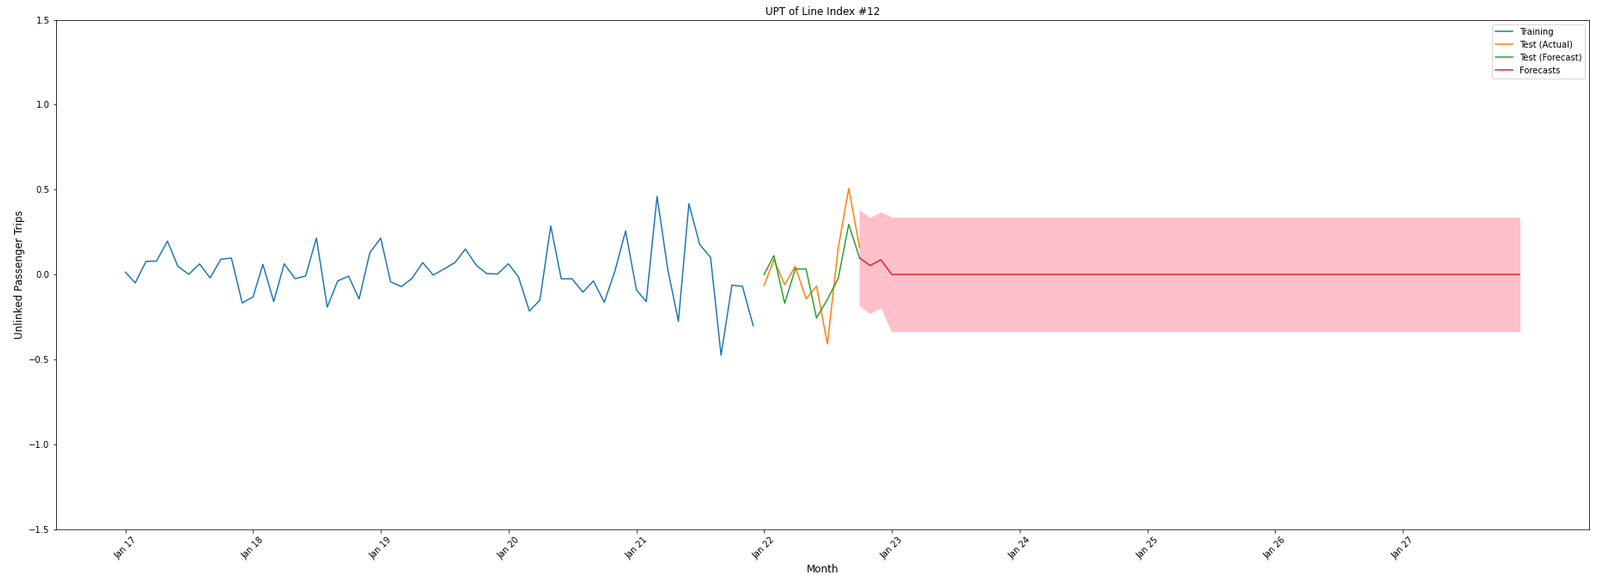 UPT of Line Index #12
Training
Test (Actual)
Test (Forecast)
Forecasts
1.5
1.0
0.5
0.0
−0.5
−1.0
−1.5
Unlinked Passenger Trips
Jan 17
Jan 18
Jan 19
Jan 20
Jan 21
Jan 22
Jan 23
Jan 24
Jan 25
Jan 26
Jan 27
Month